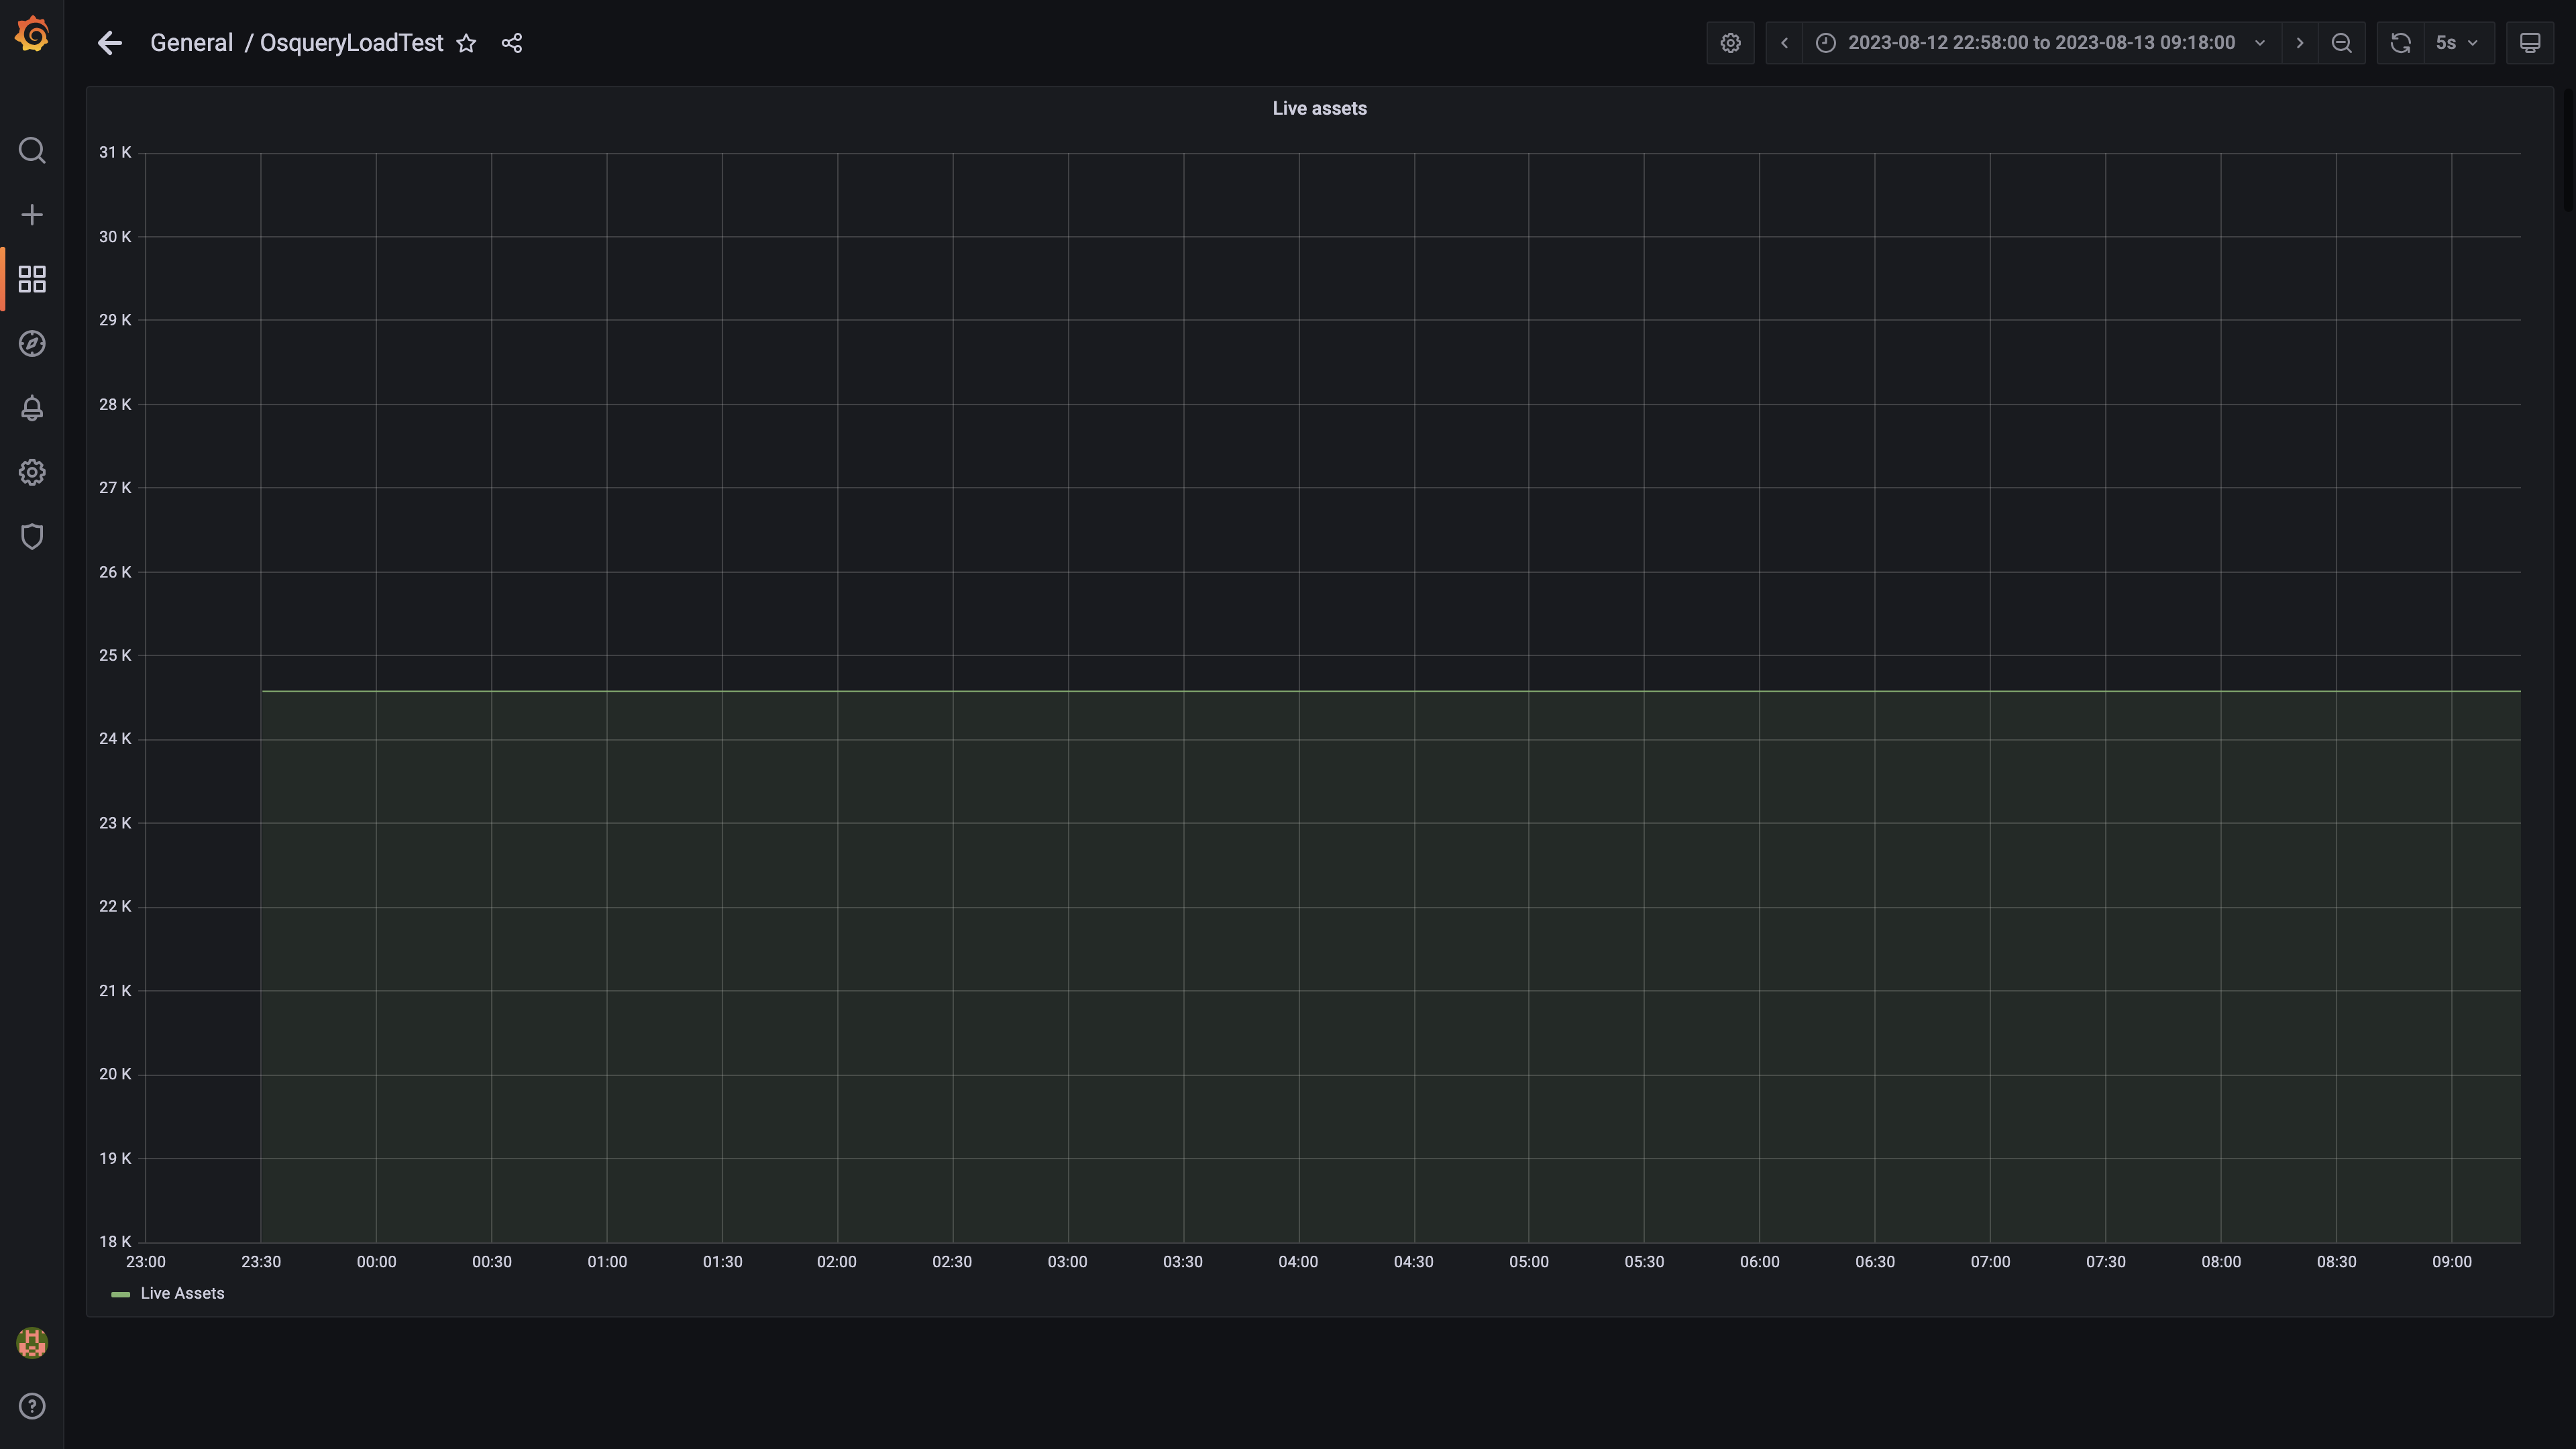 General / OsqueryLoadTest
2023-08-12 22:58:00 to 2023-08-13 09:18:00
5s
Live assets
31 K
30 K
29 K
28 K
27 K
26 K
25 K
24 K
23 K
22 K
21 K
20 K
19 K
18 K
23:00 23:30 00:00 00:30 01:00 01:30 02:00 02:30 03:00 03:30 04:00 04:30 05:00 05:30 06:00 06:30 07:00 07:30 08:00 08:30 09:00
Live Assets